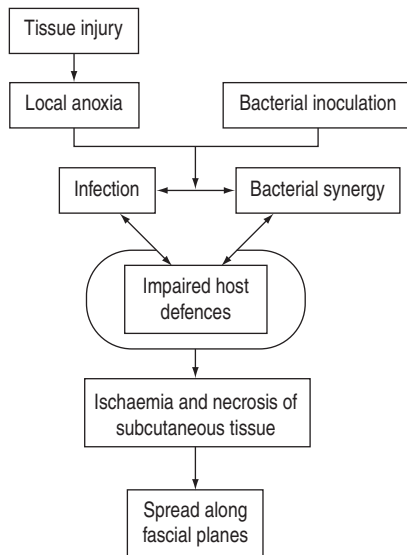 Tissue injury
Local anoxia
Bacterial inoculation
Infection
Bacterial synergy
Impaired host
defences
Ischaemia and necrosis of
subcutaneous tissue
Spread along
fascial planes